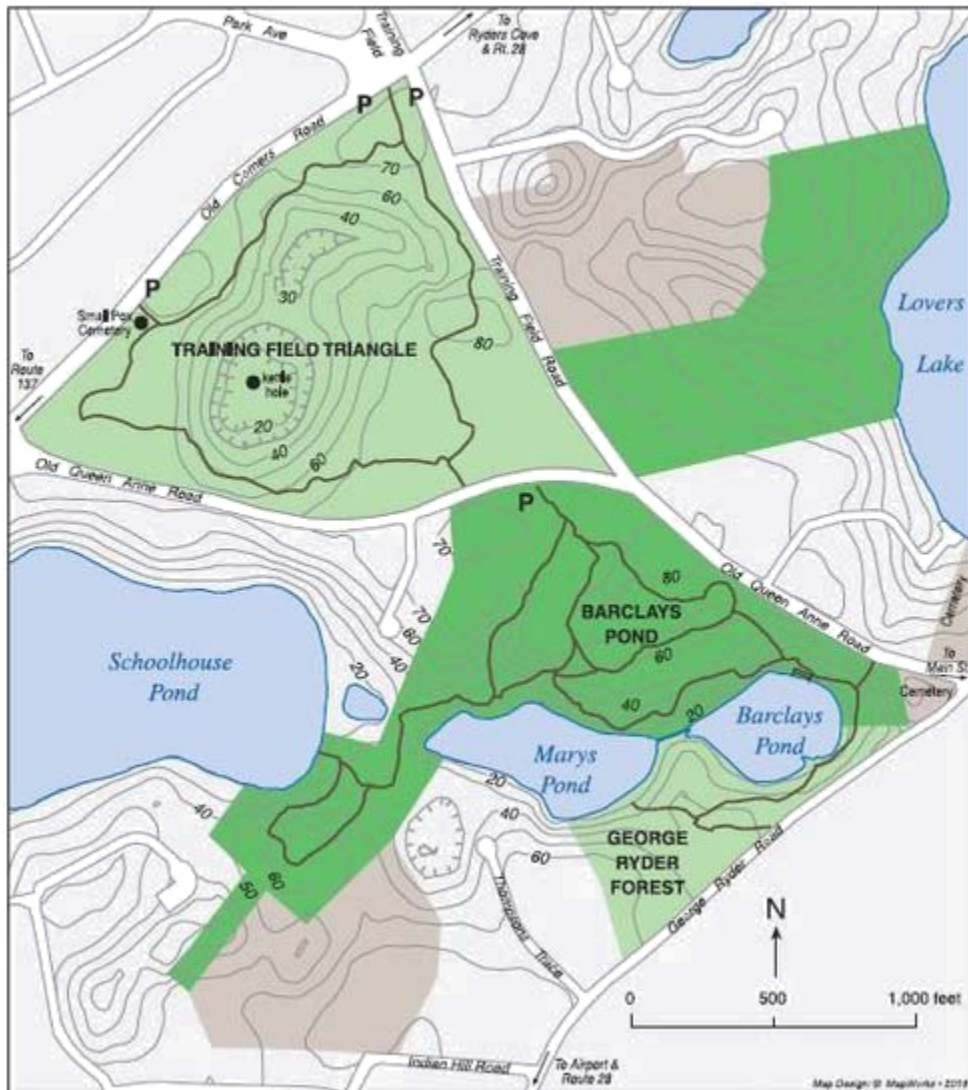 To
Ryders Cove
& Rt. 28
Training
Field
Park Ave
P
P
Old Comers Road
70
60
40
30
P
Small Pox
Cemetery
TRAINING FIELD TRIANGLE
80
kettle
hole
20
40
60
To
Route
137
Training Field Road
Lovers
Lake
Old Queen Anne Road
P
70
80
Old Queen Anne Road
Cemetery
BARCLAYS
POND
60
70
60
40
20
Schoolhouse
Pond
To
Main St
Cemetery
40
20
Barclays
Pond
Marys
Pond
20
40
60
40
GEORGE
RYDER
FOREST
George Ryder Road
50
60
Thompsons Trace
N
0 500 1,000 feet
Indian Hill Road
To Airport &
Route 28